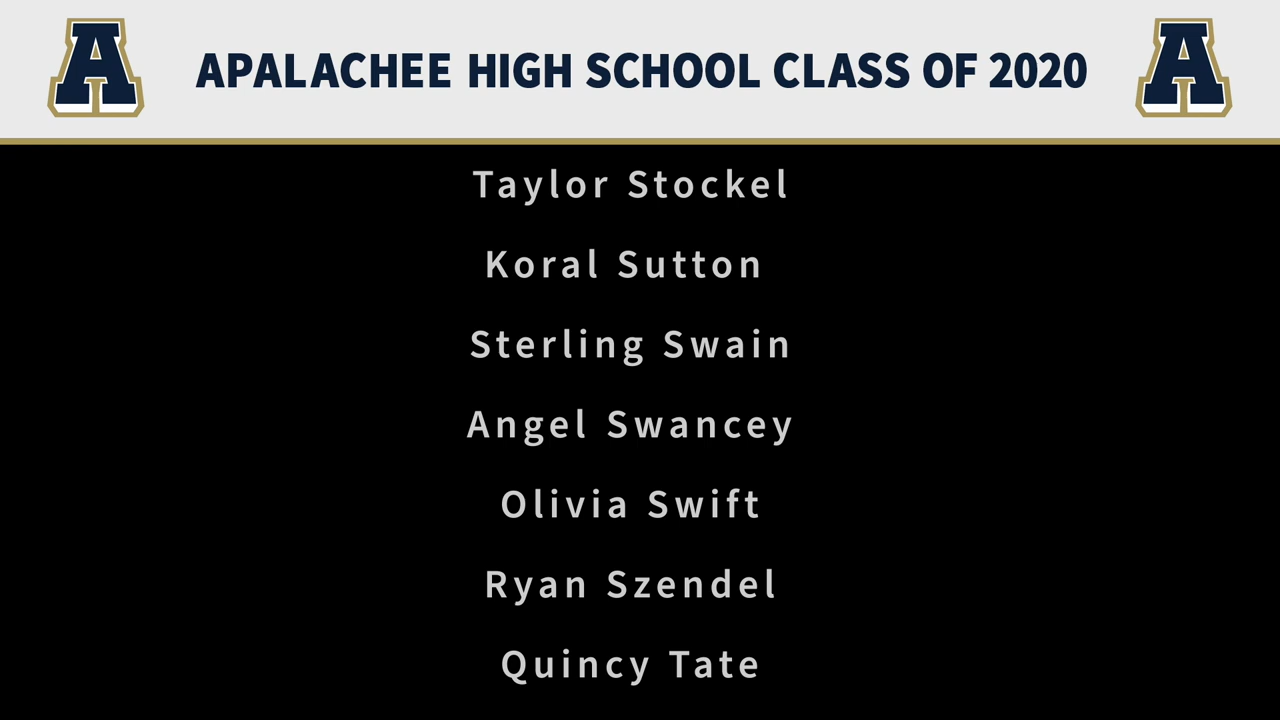 A APALACHEE HIGH SCHOOL CLASS OF 2020 A
Taylor Stockel
Koral Sutton
Sterling Swain
Angel Swancey
Olivia Swift
Ryan Szendel
Quincy Tate